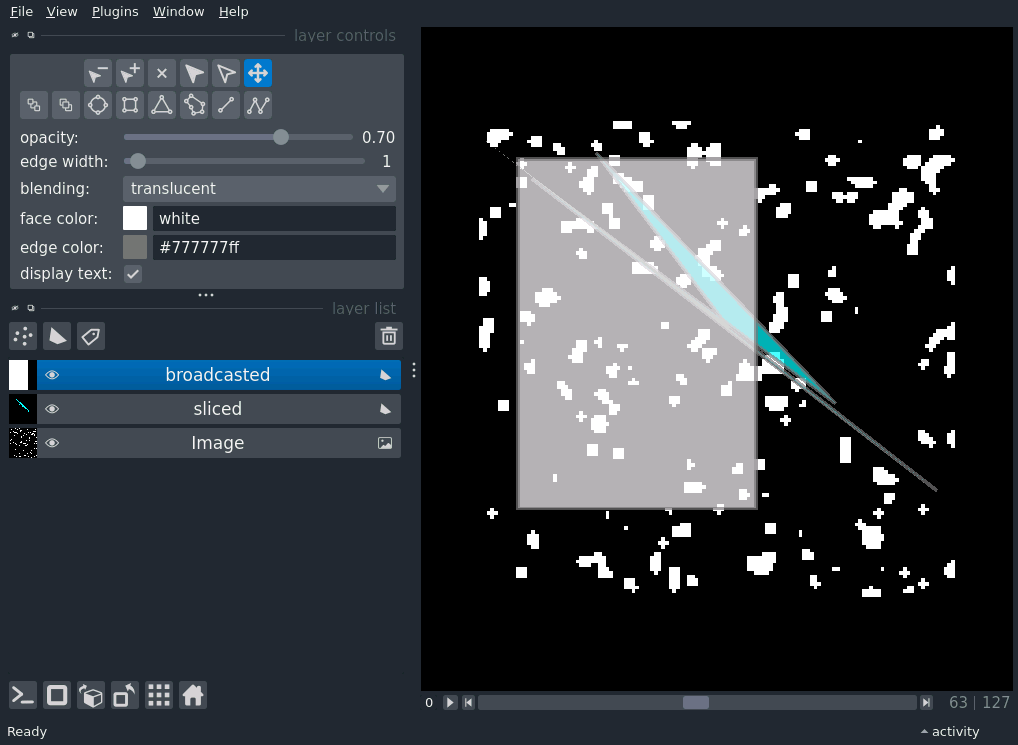 File View Plugins Window Help
layer controls
opacity: 0.70
edge width: 1
blending: translucent
face color: white
edge color: #777777ff
display text:
layer list
broadcasted
sliced
Image
0 63 | 127
Ready activity